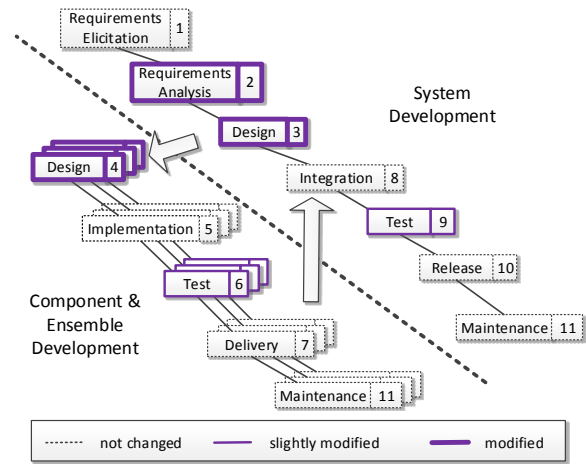 Requirements
Elicitation
1
Requirements
Analysis
2
System
Development
Design
3
Design
4
Integration
8
Implementation
5
Test
9
Test
6
Release
10
Component &
Ensemble
Development
Delivery
7
Maintenance
11
Maintenance
11
not changed
slightly modified
modified